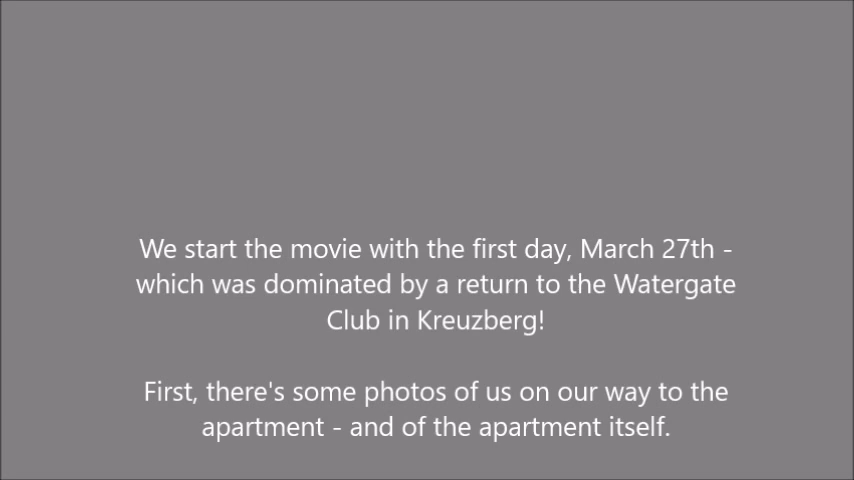 We start the movie with the first day, March 27th -
which was dominated by a return to the Watergate
Club in Kreuzberg!
First, there's some photos of us on our way to the
apartment - and of the apartment itself.